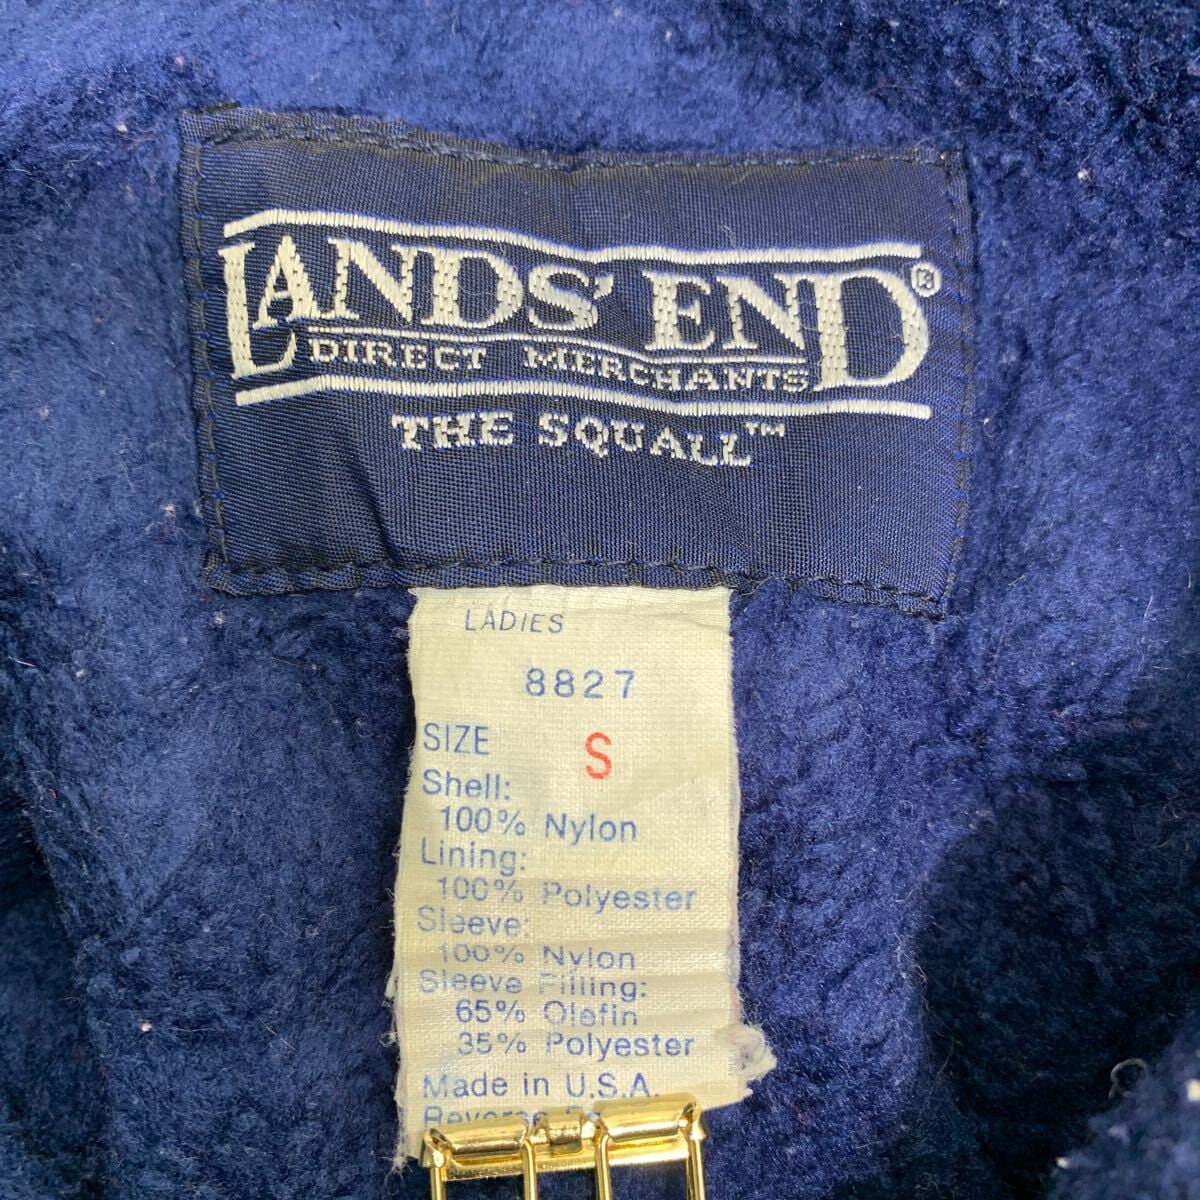 LANDS' END®
DIRECT MERCHANTS
THE SQUALL™
LADIES
8827
SIZE S
Shell:
100% Nylon
Lining:
100% Polyester
Sleeve:
100% Nylon
Sleeve Filling:
65% Olefin
35% Polyester
Made in U.S.A.
Reverse